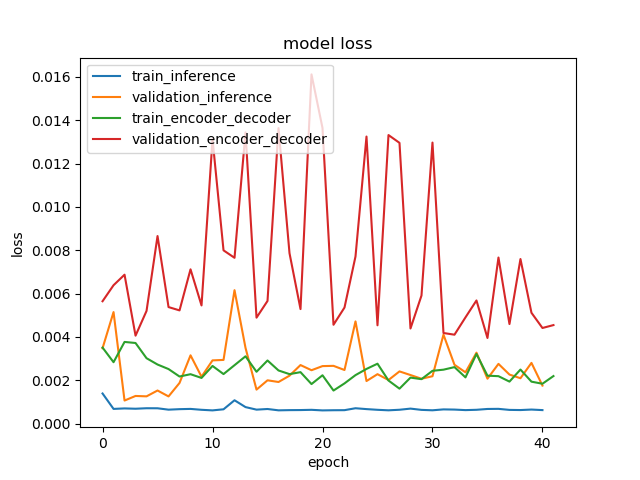 model loss
train_inference
validation_inference
train_encoder_decoder
validation_encoder_decoder
0.016
0.014
0.012
0.010
0.008
0.006
0.004
0.002
0.000
loss
0 10 20 30 40
epoch